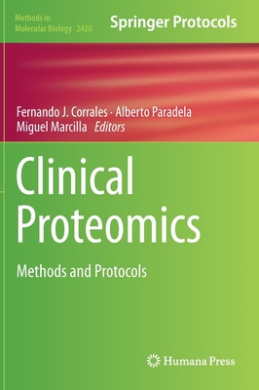 Methods in
Molecular Biology 2420
Springer Protocols
Fernando J. Corrales · Alberto Paradela
Miguel Marcilla Editors
Clinical
Proteomics
Methods and Protocols
Humana Press